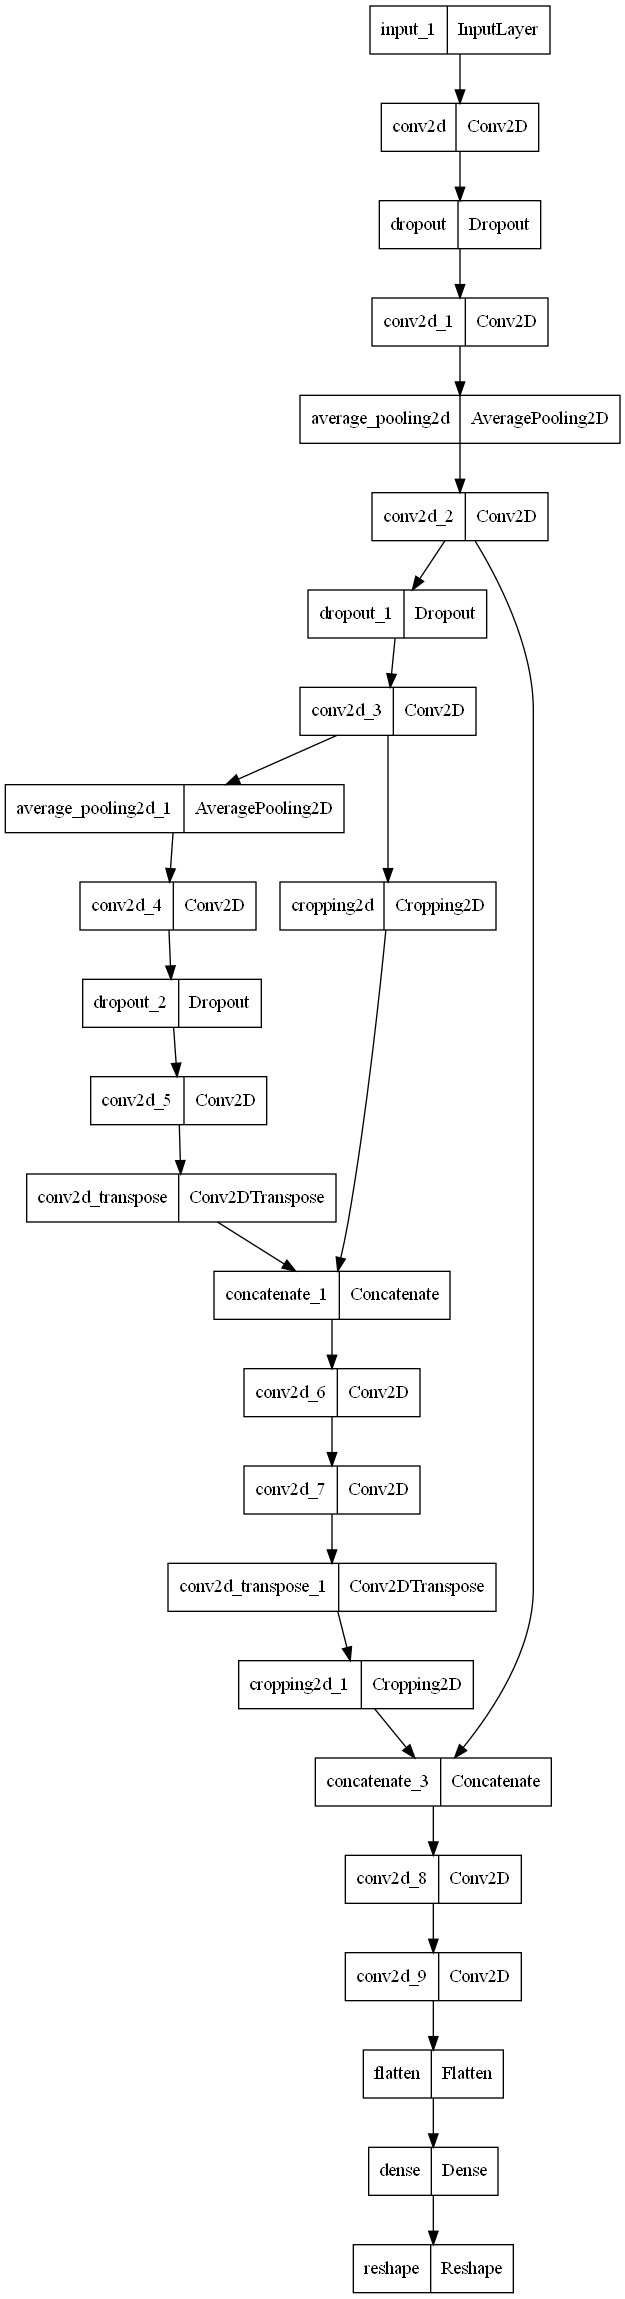 input_1 InputLayer
conv2d Conv2D
dropout Dropout
conv2d_1 Conv2D
average_pooling2d AveragePooling2D
conv2d_2 Conv2D
dropout_1 Dropout
conv2d_3 Conv2D
average_pooling2d_1 AveragePooling2D
conv2d_4 Conv2D
cropping2d Cropping2D
dropout_2 Dropout
conv2d_5 Conv2D
conv2d_transpose Conv2DTranspose
concatenate_1 Concatenate
conv2d_6 Conv2D
conv2d_7 Conv2D
conv2d_transpose_1 Conv2DTranspose
cropping2d_1 Cropping2D
concatenate_3 Concatenate
conv2d_8 Conv2D
conv2d_9 Conv2D
flatten Flatten
dense Dense
reshape Reshape